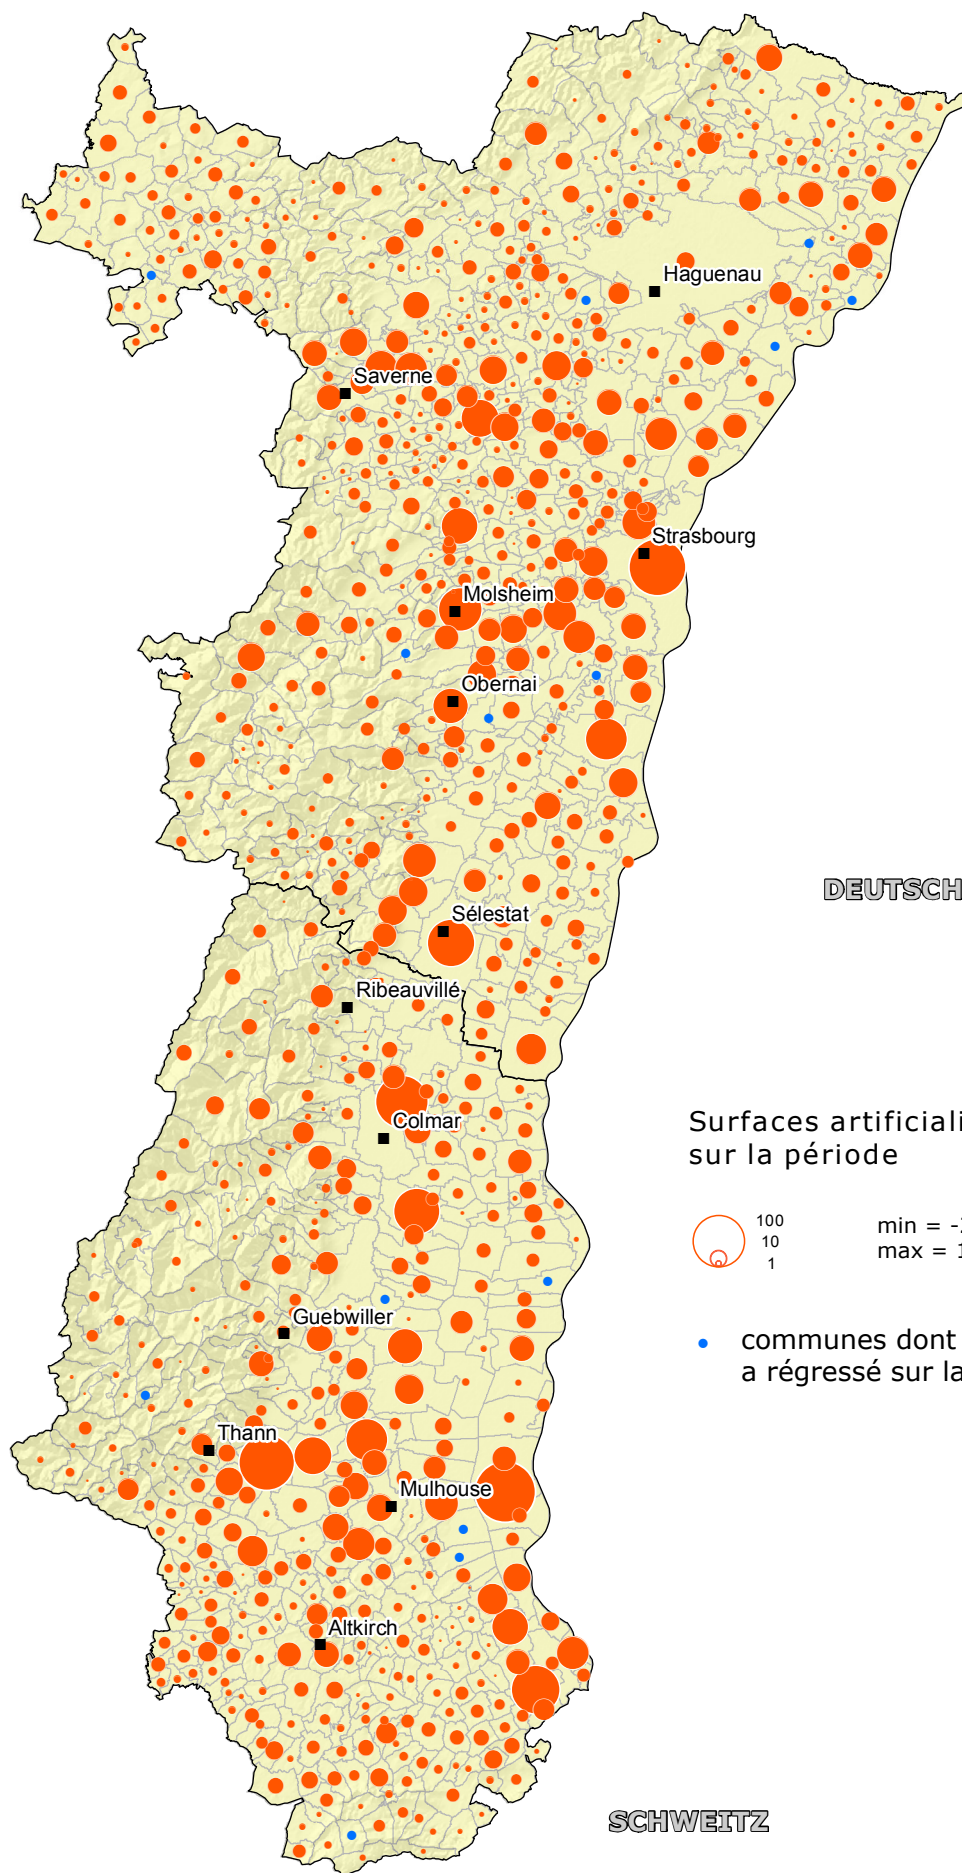 Haguenau
Saverne
Strasbourg
Molsheim
Obernai
DEUTSCH
Sélestat
Ribeauvillé
Colmar
Surfaces artificiali
sur la période
100
10
1
min = -2
max = 1
Guebwiller
communes dont
a régressé sur la
Thann
Mulhouse
Altkirch
SCHWEITZ